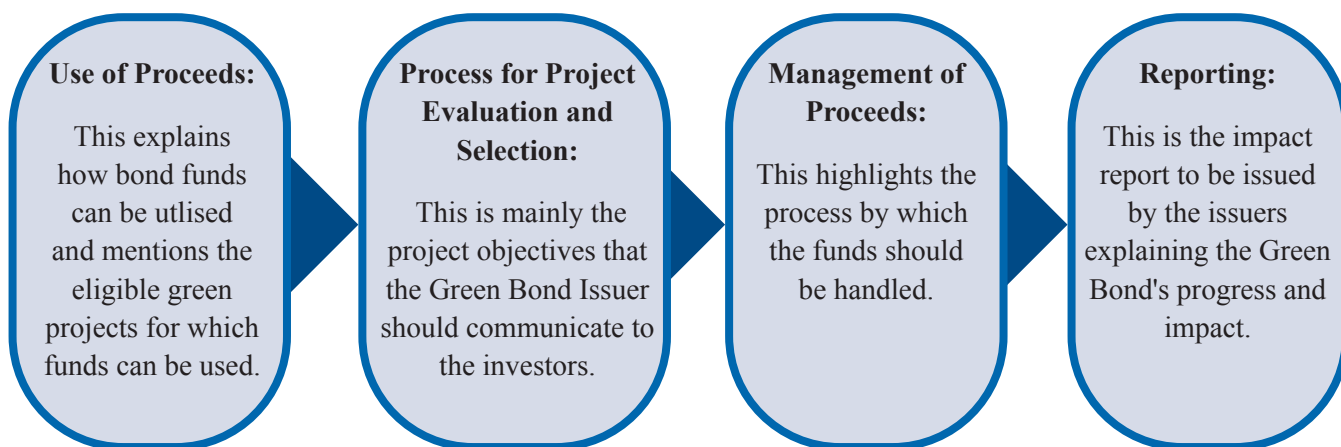 Use of Proceeds:
This explains
how bond funds
can be utlised
and mentions the
eligible green
projects for which
funds can be used.
Process for Project
Evaluation and
Selection:
This is mainly the
project objectives that
the Green Bond Issuer
should communicate to
the investors.
Management of
Proceeds:
This highlights the
process by which
the funds should
be handled.
Reporting:
This is the impact
report to be issued
by the issuers
explaining the Green
Bond's progress and
impact.